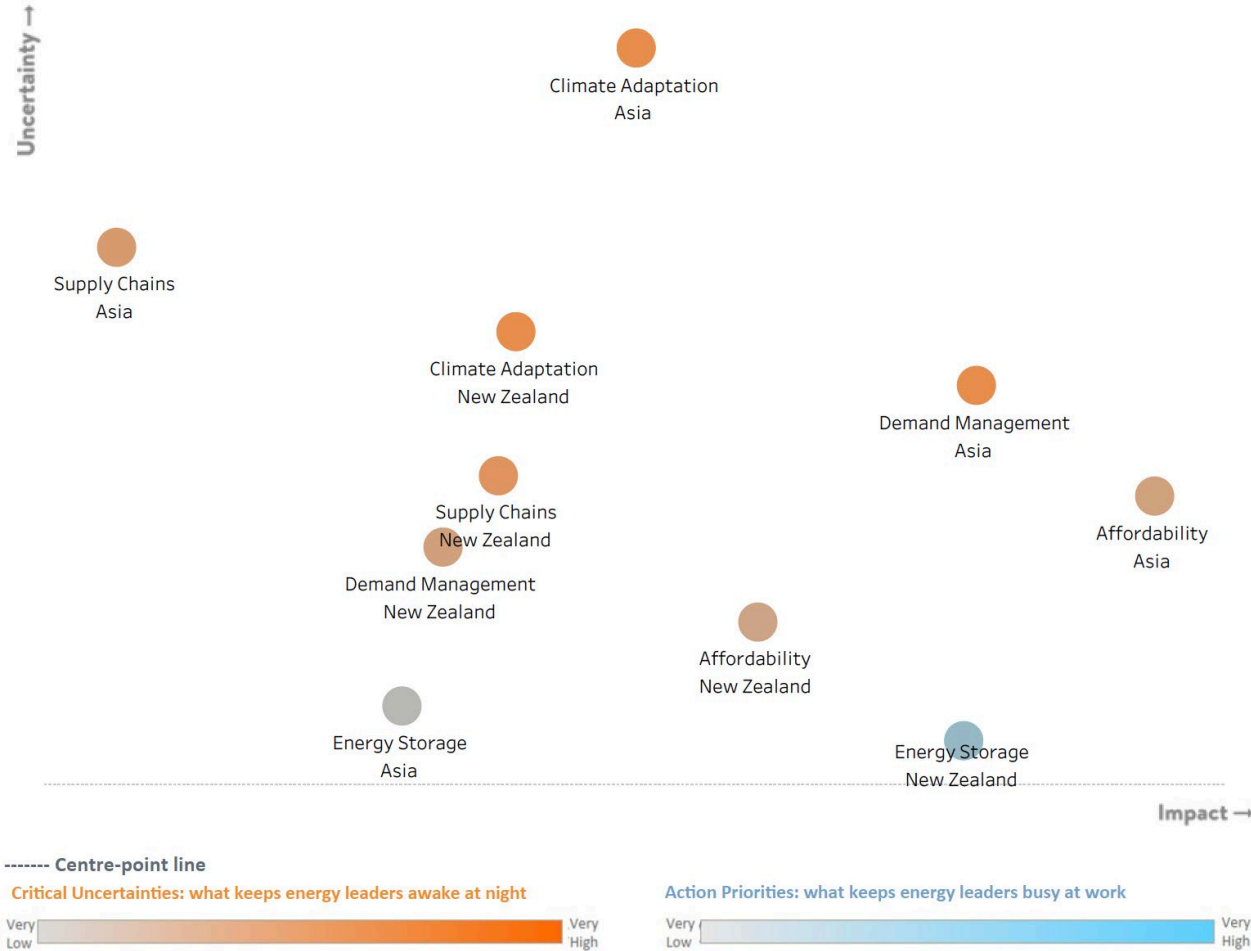 Uncertainty →
Climate Adaptation
Asia
Supply Chains
Asia
Climate Adaptation
New Zealand
Demand Management
Asia
Supply Chains
New Zealand
Affordability
Asia
Demand Management
New Zealand
Affordability
New Zealand
Energy Storage
Asia
Energy Storage
New Zealand
Impact →
------- Centre-point line
Critical Uncertainties: what keeps energy leaders awake at night
Very Low
Very High
Action Priorities: what keeps energy leaders busy at work
Very Low
Very High